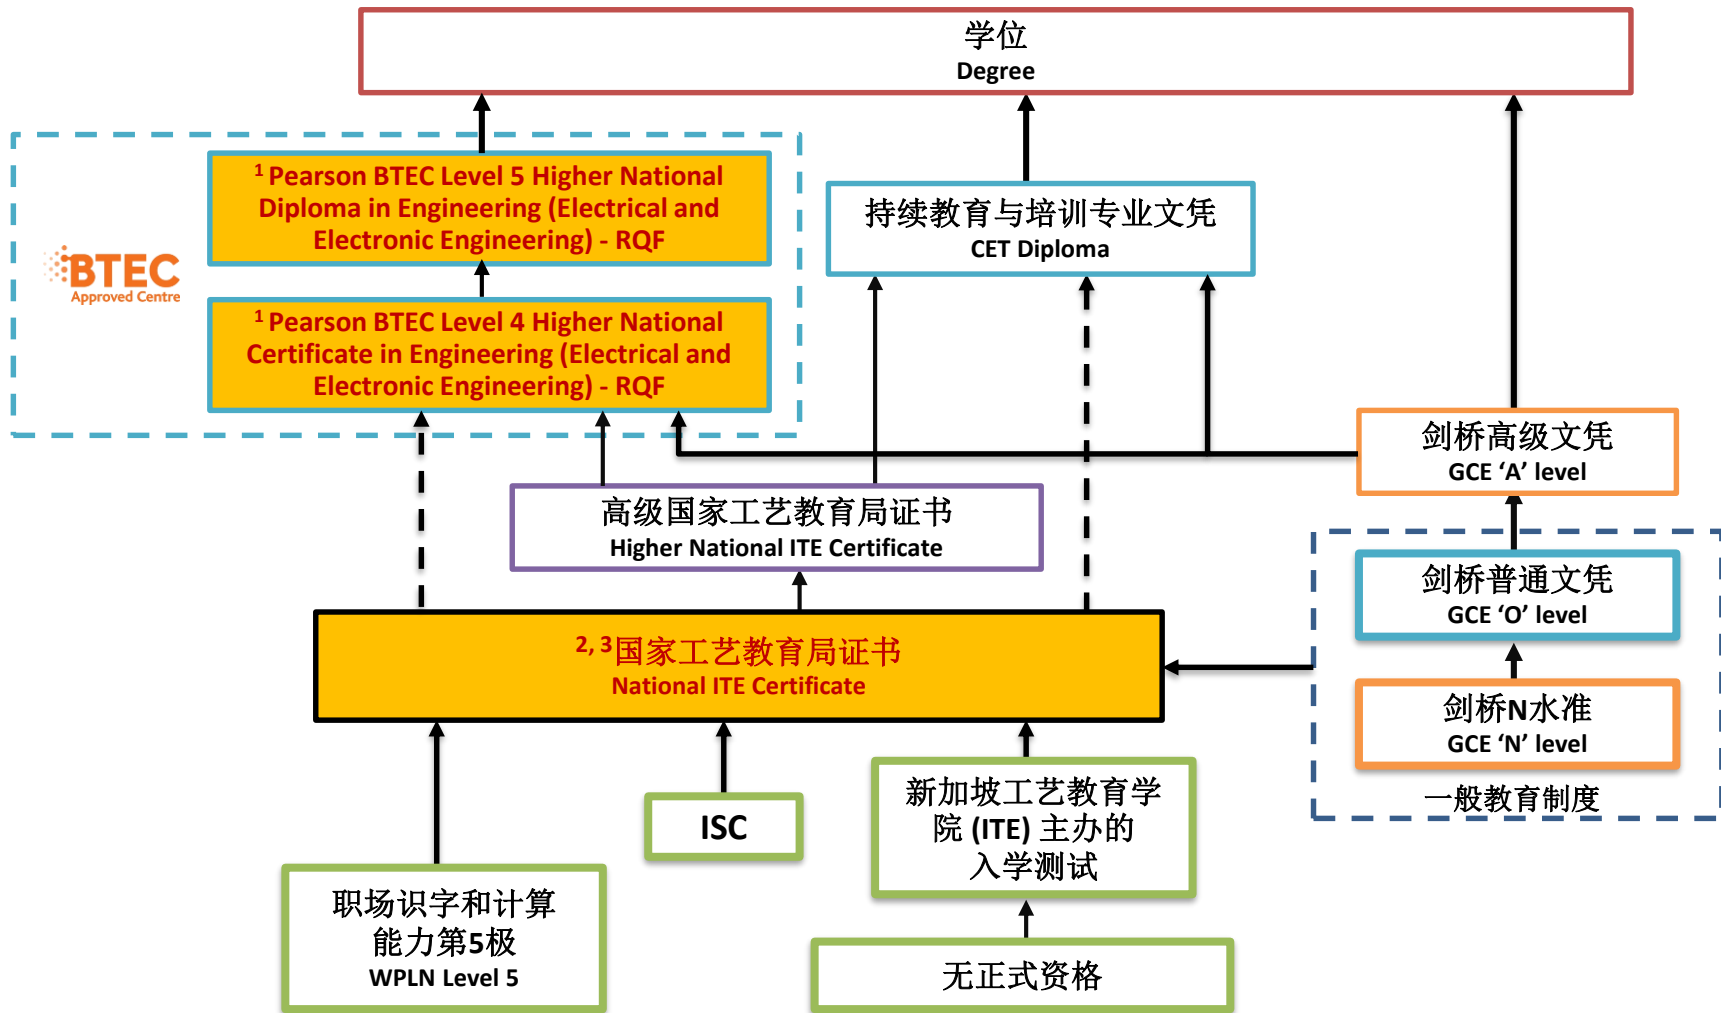 学位
Degree
1 Pearson BTEC Level 5 Higher National
Diploma in Engineering (Electrical and
Electronic Engineering) - RQF
持续教育与培训专业文凭
CET Diploma
BTEC
Approved Centre
1 Pearson BTEC Level 4 Higher National
Certificate in Engineering (Electrical and
Electronic Engineering) - RQF
剑桥高级文凭
GCE ‘A’ level
高级国家工艺教育局证书
Higher National ITE Certificate
剑桥普通文凭
GCE ‘O’ level
2, 3国家工艺教育局证书
National ITE Certificate
剑桥N水准
GCE ‘N’ level
一般教育制度
新加坡工艺教育学
院 (ITE) 主办的
入学测试
ISC
职场识字和计算
能力第5极
WPLN Level 5
无正式资格